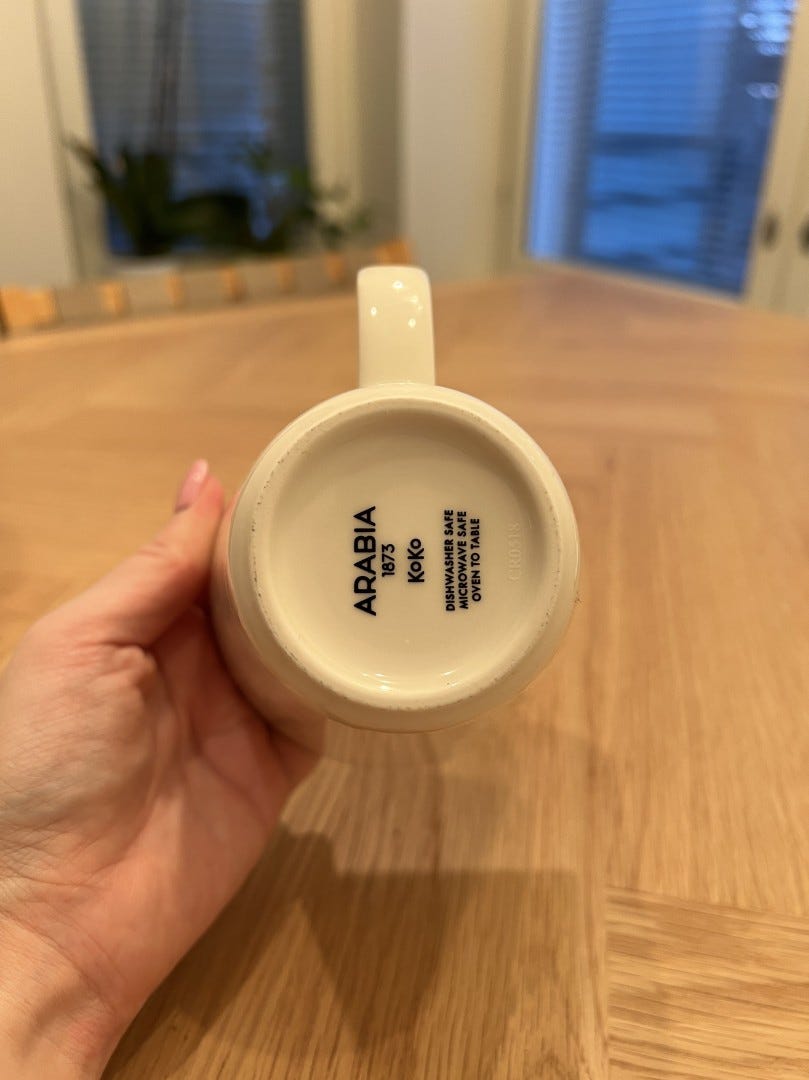 ARABIA
1873
KoKo
DISHWASHER SAFE
MICROWAVE SAFE
OVEN TO TABLE